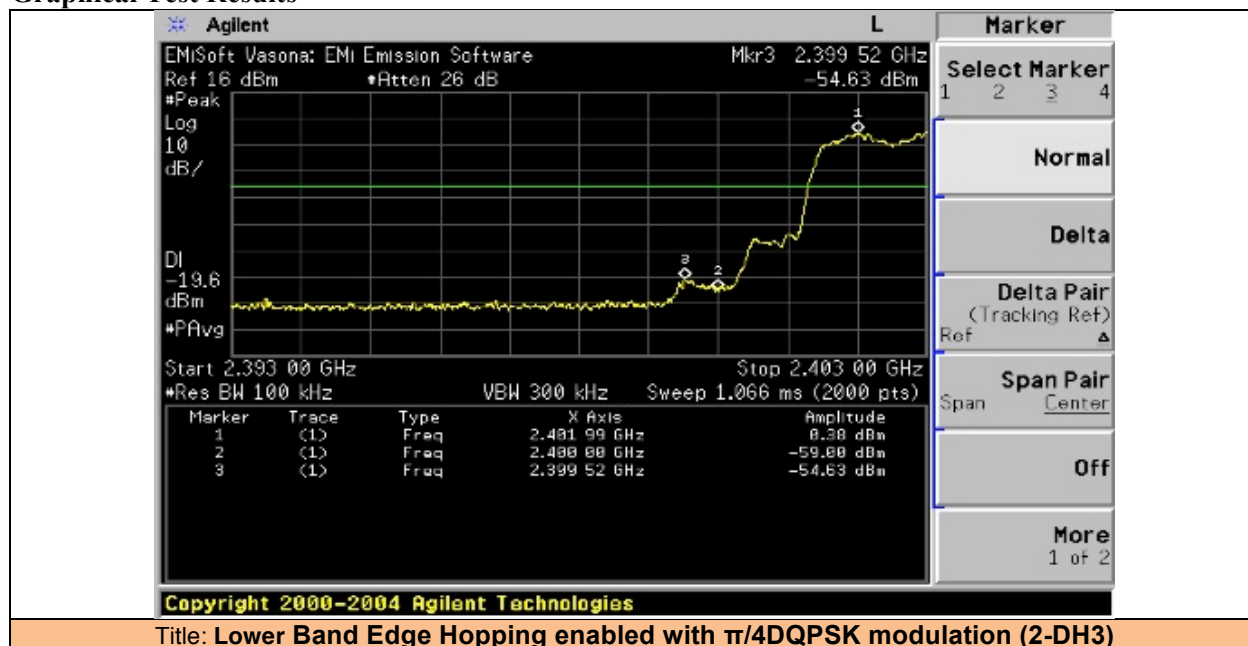 Graphical Test Results
Agilent L
EMiSoft Vasona: EMi Emission Software Mkr3 2.399 52 GHz
Ref 16 dBm *Atten 26 dB -54.63 dBm
#Peak
Log
10
dB/
1
3
2
DI
-19.6
dBm
#PAvg
Start 2.393 00 GHz Stop 2.403 00 GHz
#Res BW 100 kHz VBW 300 kHz Sweep 1.066 ms (2000 pts)
Marker Trace Type X Axis Amplitude
1 (1) Freq 2.401 99 GHz 0.38 dBm
2 (1) Freq 2.400 00 GHz -59.00 dBm
3 (1) Freq 2.399 52 GHz -54.63 dBm
Copyright 2000-2004 Agilent Technologies
Marker
Select Marker
1 2 3 4
Normal
Delta
Delta Pair
(Tracking Ref)
Ref Δ
Span Pair
Span Center
Off
More
1 of 2
Title: Lower Band Edge Hopping enabled with π/4DQPSK modulation (2-DH3)